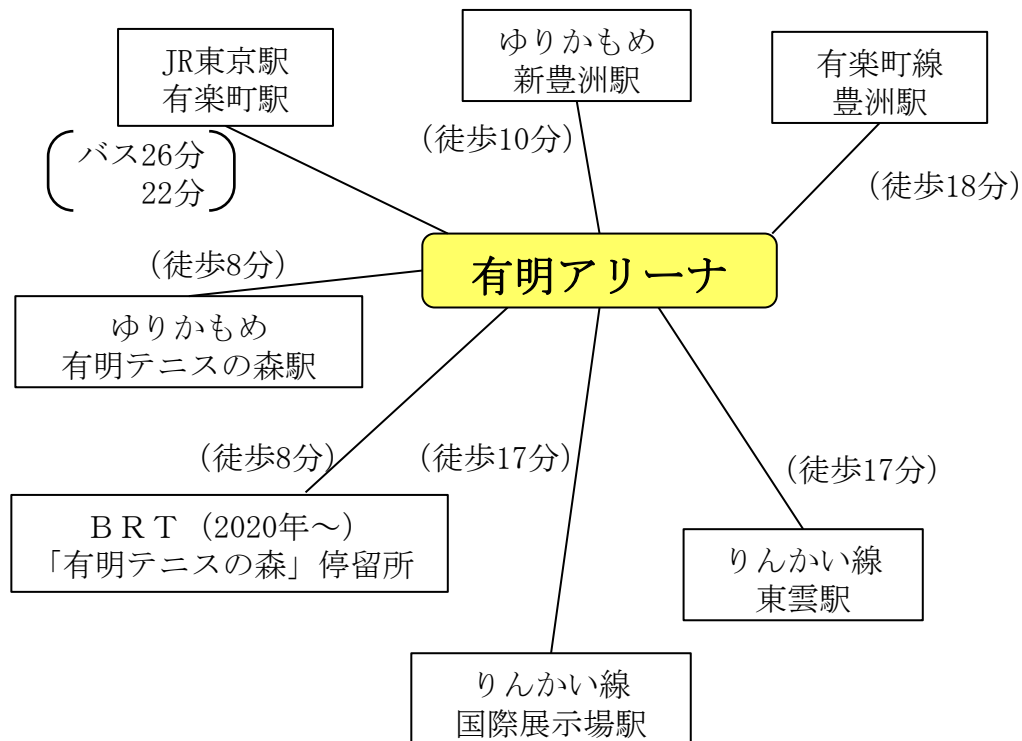 JR東京駅
有楽町駅
バス26分
22分
ゆりかもめ
新豊洲駅
(徒歩10分)
有楽町線
豊洲駅
(徒歩18分)
有明アリーナ
(徒歩8分)
ゆりかもめ
有明テニスの森駅
(徒歩8分)
BRT(2020年~)
「有明テニスの森」停留所
(徒歩17分)
りんかい線
国際展示場駅
(徒歩17分)
りんかい線
東雲駅